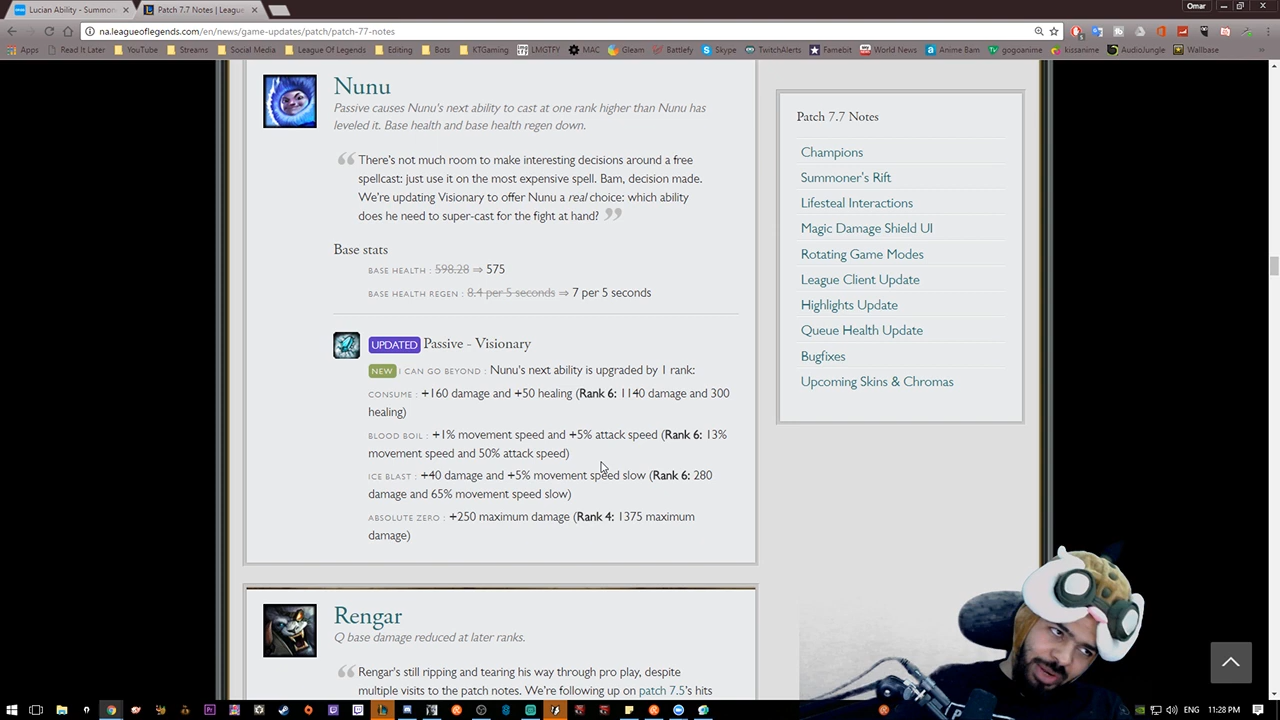 Lucian Ability - Summon
Patch 7.7 Notes | League
Omar
na.leagueoflegends.com/en/news/game-updates/patch/patch-77-notes
Apps
Read It Later
YouTube
Streams
Social Media
League Of Legends
Editing
Bots
KTGaming
LMGTFY
MAC
Gleam
Battlefy
Skype
TwitchAlerts
Famebit
World News
Anime Bam
gogoanime
kissanime
AudioJungle
Wallbase
Nunu
Passive causes Nunu's next ability to cast at one rank higher than Nunu has
leveled it. Base health and base health regen down.
There's not much room to make interesting decisions around a free
spellcast: just use it on the most expensive spell. Bam, decision made.
We're updating Visionary to offer Nunu a real choice: which ability
does he need to super-cast for the fight at hand?
Base stats
BASE HEALTH : 598.28 ⇒ 575
BASE HEALTH REGEN : 8.4 per 5 seconds ⇒ 7 per 5 seconds
UPDATED Passive - Visionary
NEW I CAN GO BEYOND : Nunu's next ability is upgraded by 1 rank:
CONSUME : +160 damage and +50 healing (Rank 6: 1140 damage and 300
healing)
BLOOD BOIL : +1% movement speed and +5% attack speed (Rank 6: 13%
movement speed and 50% attack speed)
ICE BLAST : +40 damage and +5% movement speed slow (Rank 6: 280
damage and 65% movement speed slow)
ABSOLUTE ZERO : +250 maximum damage (Rank 4: 1375 maximum
damage)
Rengar
Q base damage reduced at later ranks.
Rengar's still ripping and tearing his way through pro play, despite
multiple visits to the patch notes. We're following up on patch 7.5's hits
Patch 7.7 Notes
Champions
Summoner's Rift
Lifesteal Interactions
Magic Damage Shield UI
Rotating Game Modes
League Client Update
Highlights Update
Queue Health Update
Bugfixes
Upcoming Skins & Chromas
ENG
11:28 PM